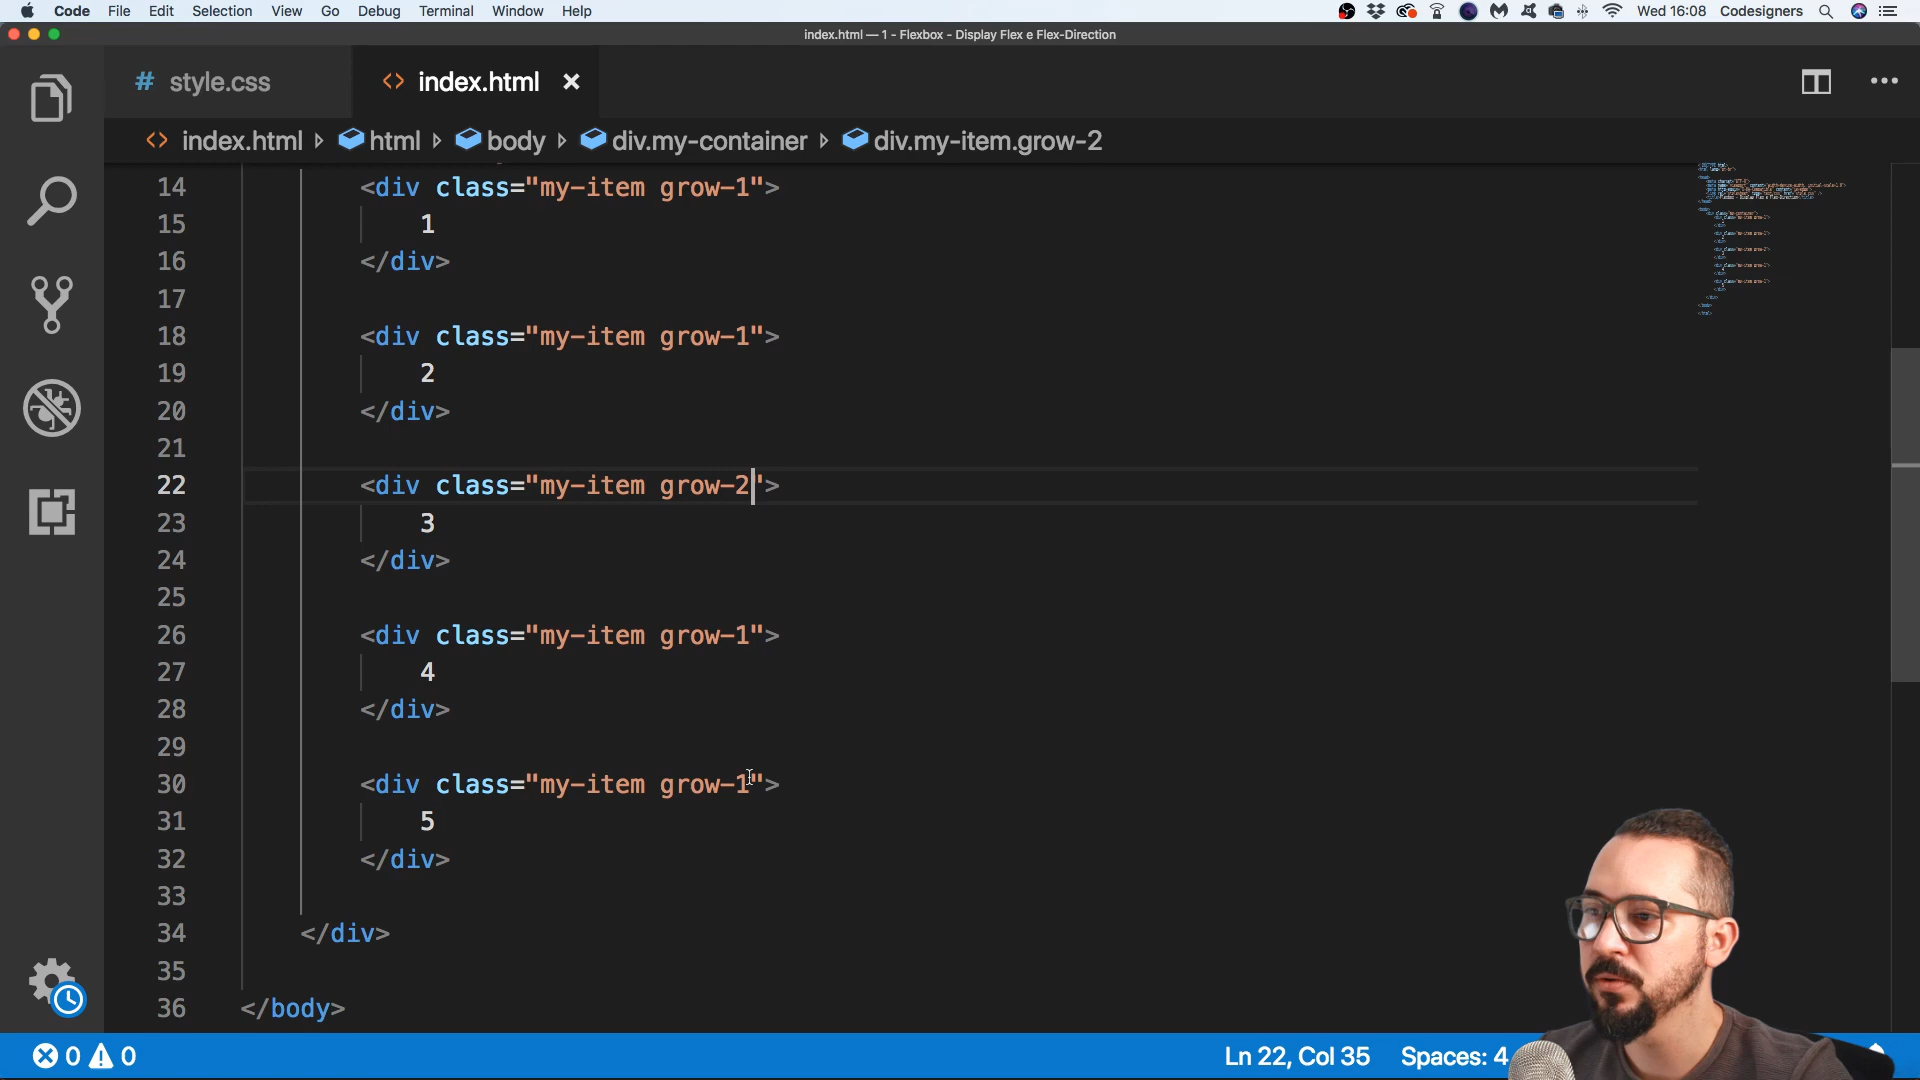 Code File Edit Selection View Go Debug Terminal Window Help Wed 16:08 Codesigners
index.html — 1 - Flexbox - Display Flex e Flex-Direction
# style.css <> index.html ×
<> index.html html body div.my-container div.my-item.grow-2
14 <div class="my-item grow-1">
15 1
16 </div>
17
18 <div class="my-item grow-1">
19 2
20 </div>
21
22 <div class="my-item grow-2">
23 3
24 </div>
25
26 <div class="my-item grow-1">
27 4
28 </div>
29
30 <div class="my-item grow-1">
31 5
32 </div>
33
34 </div>
35
36 </body>
0 0 Ln 22, Col 35 Spaces: 4